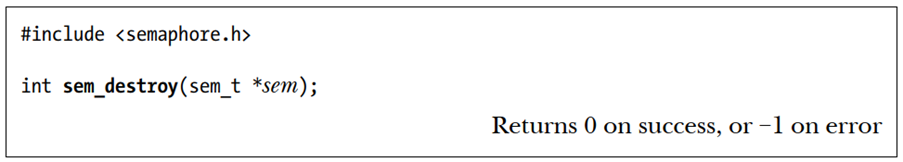 #include <semaphore.h>
int sem_destroy(sem_t *sem);
Returns 0 on success, or −1 on error